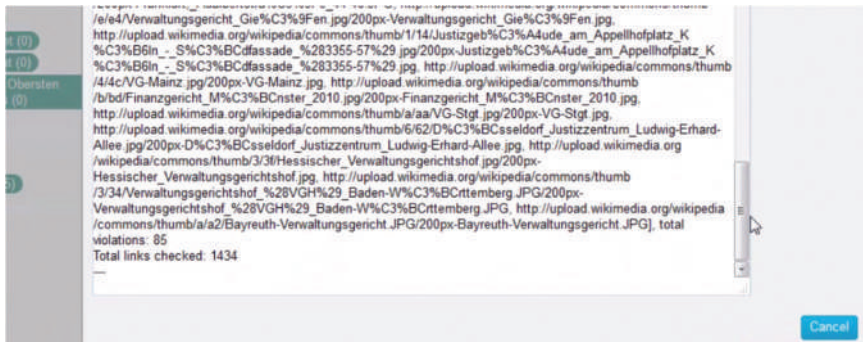 /e/e4/Verwaltungsgericht_Gie%C3%9Fen.jpg/200px-Verwaltungsgericht_Gie%C3%9Fen.jpg,
http://upload.wikimedia.org/wikipedia/commons/thumb/1/14/Justizgeb%C3%A4ude_am_Appellhofplatz_K
%C3%B6ln_-_S%C3%BCdfassade_%283355-57%29.jpg/200px-Justizgeb%C3%A4ude_am_Appellhofplatz_K
%C3%B6ln_-_S%C3%BCdfassade_%283355-57%29.jpg, http://upload.wikimedia.org/wikipedia/commons/thumb
/4/4c/VG-Mainz.jpg/200px-VG-Mainz.jpg, http://upload.wikimedia.org/wikipedia/commons/thumb
/b/bd/Finanzgericht_M%C3%BCnster_2010.jpg/200px-Finanzgericht_M%C3%BCnster_2010.jpg,
http://upload.wikimedia.org/wikipedia/commons/thumb/a/aa/VG-Stgt.jpg/200px-VG-Stgt.jpg,
http://upload.wikimedia.org/wikipedia/commons/thumb/6/62/D%C3%BCsseldorf_Justizzentrum_Ludwig-Erhard-
Allee.jpg/200px-D%C3%BCsseldorf_Justizzentrum_Ludwig-Erhard-Allee.jpg, http://upload.wikimedia.org
/wikipedia/commons/thumb/3/3f/Hessischer_Verwaltungsgerichtshof.jpg/200px-
Hessischer_Verwaltungsgerichtshof.jpg, http://upload.wikimedia.org/wikipedia/commons/thumb
/3/34/Verwaltungsgerichtshof_%28VGH%29_Baden-W%C3%BCrttemberg.JPG/200px-
Verwaltungsgerichtshof_%28VGH%29_Baden-W%C3%BCrttemberg.JPG, http://upload.wikimedia.org/wikipedia
/commons/thumb/a/a2/Bayreuth-Verwaltungsgericht.JPG/200px-Bayreuth-Verwaltungsgericht.JPG], total
violations: 85
Total links checked: 1434
---
(0)
(0)
Obersten
(0)
Cancel